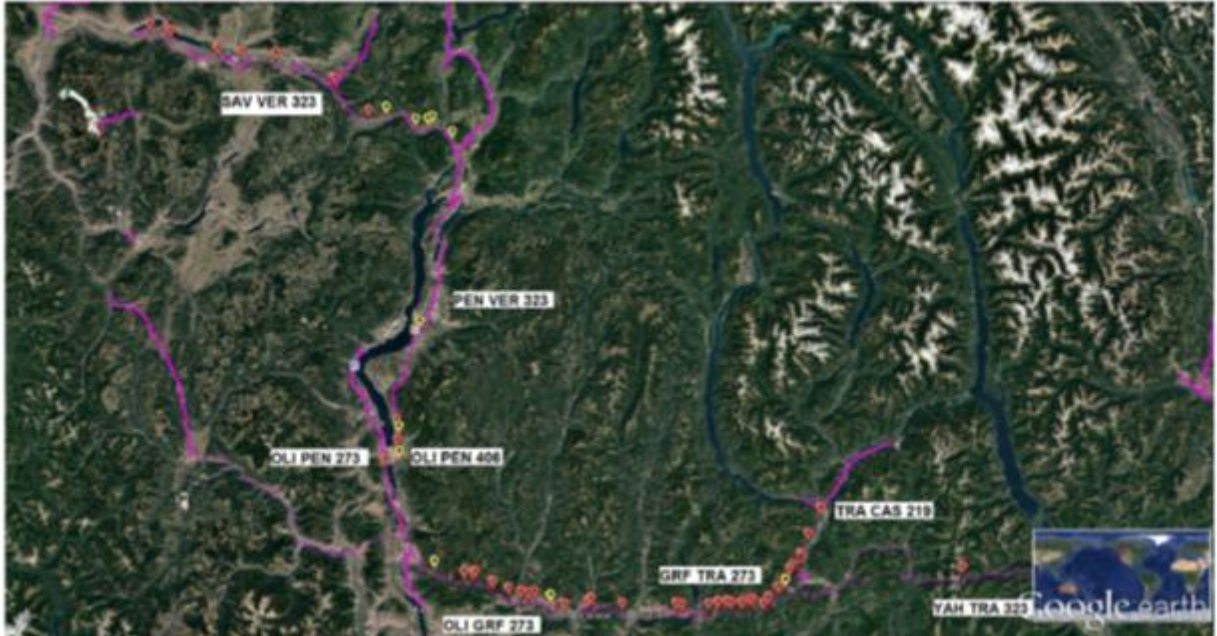 SAV VER 323
PEN VER 323
OLI PEN 273
OLI PEN 406
TRA CAS 219
GRF TRA 273
YAH TRA 323
OLI GRF 273
Google earth